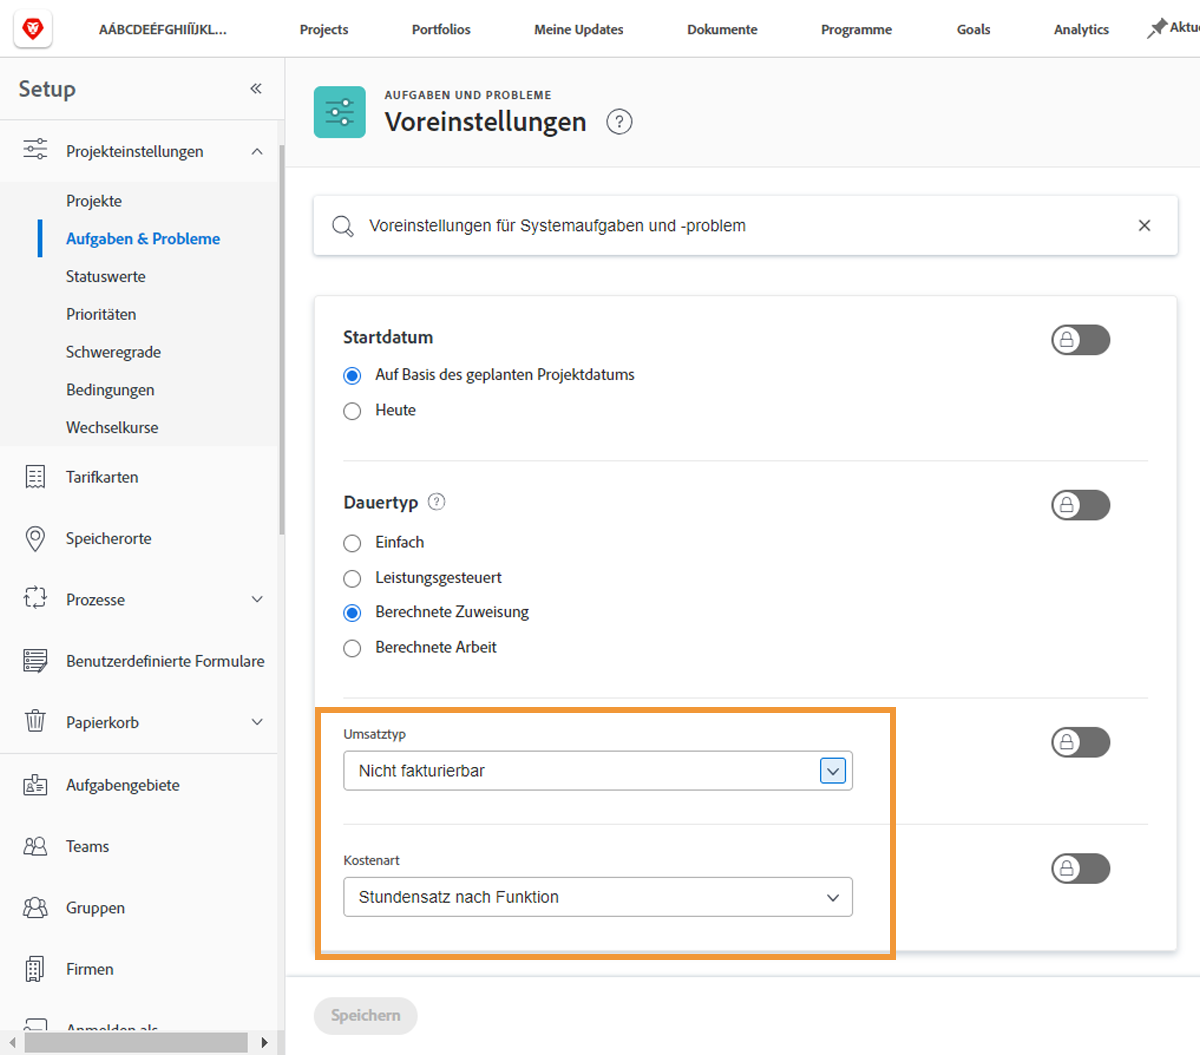 AÁBCDEÉFGHIÍÏJKL...
Projects
Portfolios
Meine Updates
Dokumente
Programme
Goals
Analytics
Setup
Projekteinstellungen
Projekte
Aufgaben & Probleme
Statuswerte
Prioritäten
Schweregrade
Bedingungen
Wechselkurse
Tarifkarten
Speicherorte
Prozesse
Benutzerdefinierte Formulare
Papierkorb
Aufgabengebiete
Teams
Gruppen
Firmen
Anmelden als
AUFGABEN UND PROBLEME
Voreinstellungen
Voreinstellungen für Systemaufgaben und -problem
Startdatum
Auf Basis des geplanten Projektdatums
Heute
Dauertyp
Einfach
Leistungsgesteuert
Berechnete Zuweisung
Berechnete Arbeit
Umsatztyp
Nicht fakturierbar
Kostenart
Stundensatz nach Funktion
Speichern